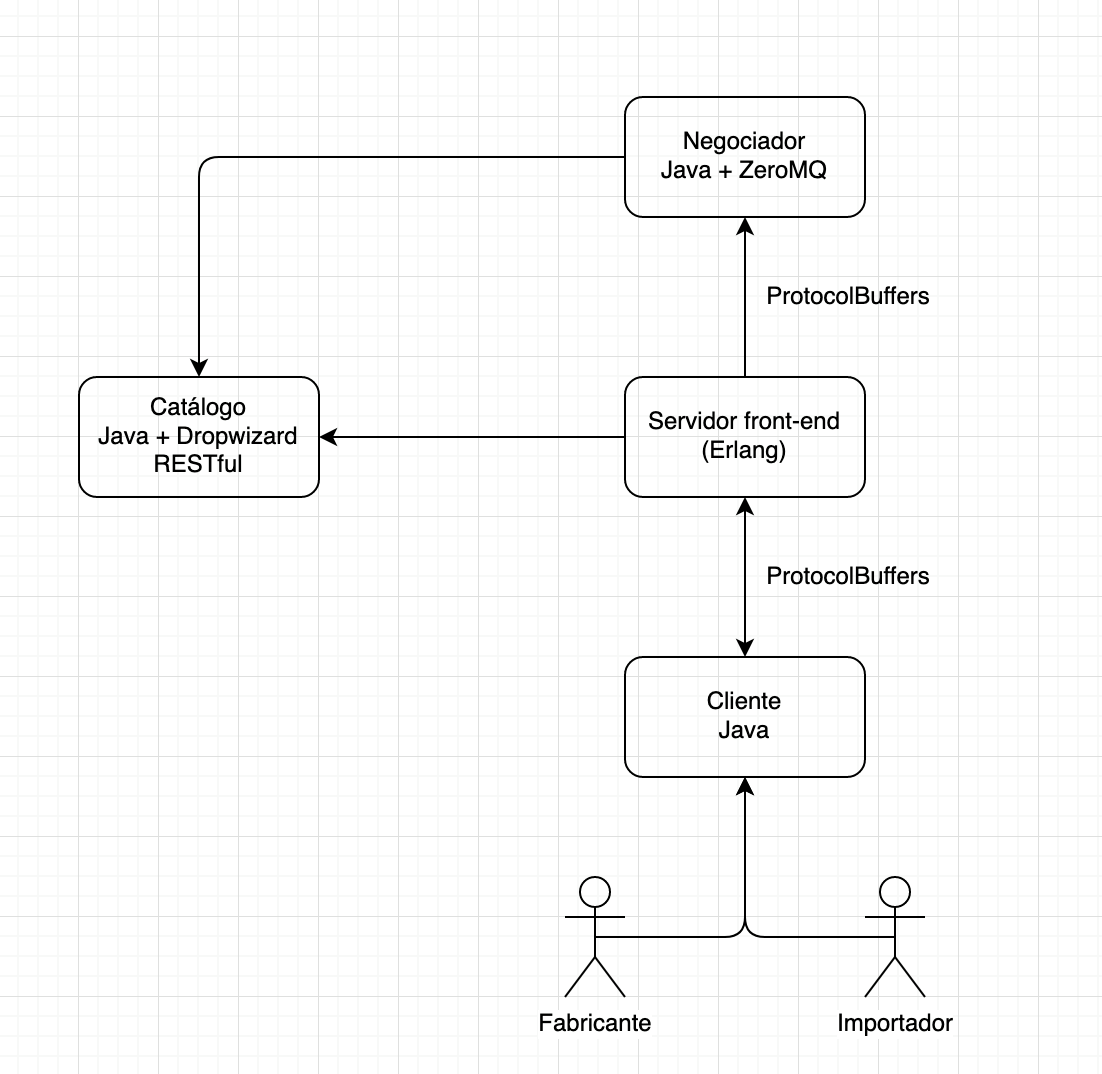 Negociador
Java + ZeroMQ
ProtocolBuffers
Catálogo
Java + Dropwizard
RESTful
Servidor front-end
(Erlang)
ProtocolBuffers
Cliente
Java
Fabricante
Importador